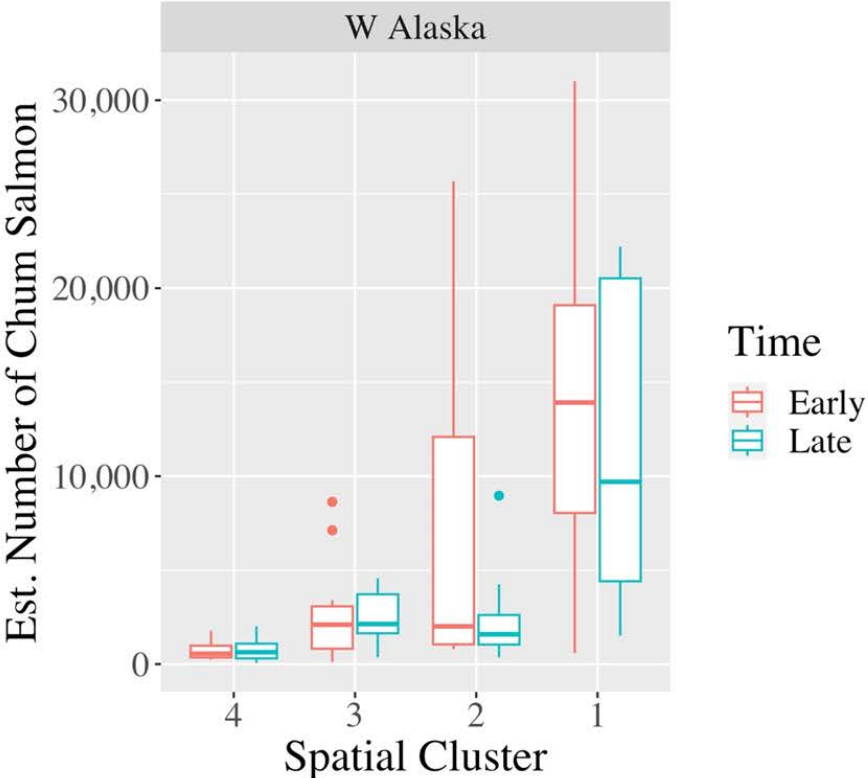 W Alaska
Est. Number of Chum Salmon
30,000
20,000
10,000
0
4 3 2 1
Spatial Cluster
Time
Early
Late